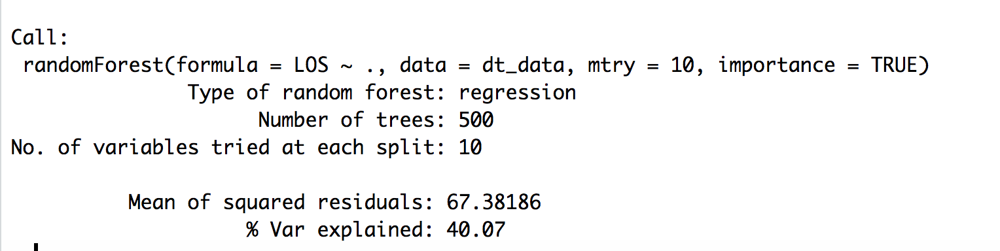 Call:
randomForest(formula = LOS ~ ., data = dt_data, mtry = 10, importance = TRUE)
Type of random forest: regression
Number of trees: 500
No. of variables tried at each split: 10
Mean of squared residuals: 67.38186
% Var explained: 40.07